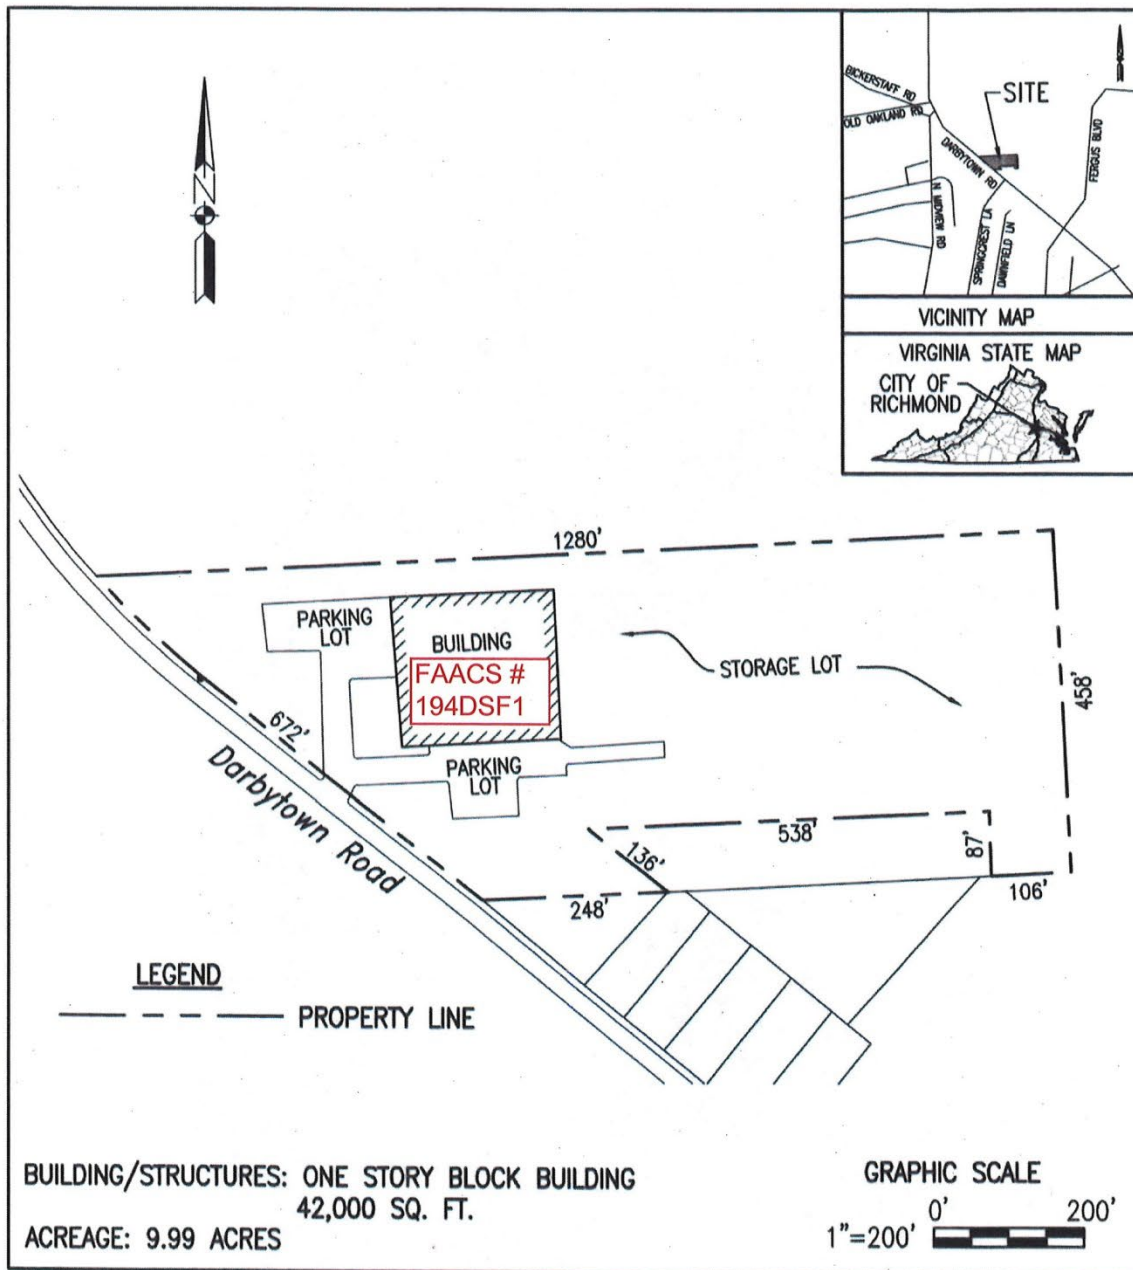 N
BICKERSTAFF RD
OLD OAKLAND RD
SITE
DARBYTOWN RD
FERGUS BLVD
N MIDVIEW RD
SPRINGCREST LA
DAWNFIELD LN
VICINITY MAP
VIRGINIA STATE MAP
CITY OF
RICHMOND
1280'
PARKING
LOT
BUILDING
FAACS #
194DSF1
STORAGE LOT
458'
672'
Darbytown Road
PARKING
LOT
538'
87'
136'
106'
248'
LEGEND
PROPERTY LINE
BUILDING/STRUCTURES: ONE STORY BLOCK BUILDING
42,000 SQ. FT.
ACREAGE: 9.99 ACRES
GRAPHIC SCALE
0' 200'
1"=200'